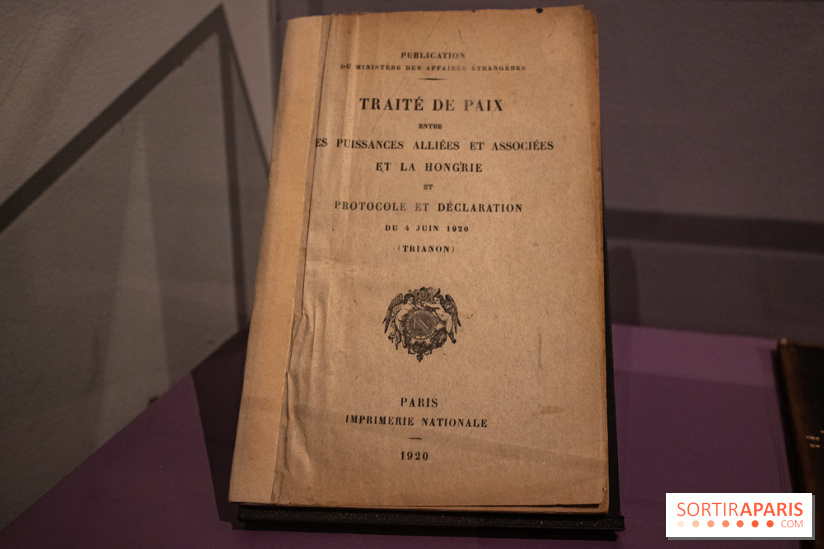 PUBLICATION
DU MINISTÈRE DES AFFAIRES ÉTRANGÈRES
TRAITÉ DE PAIX
ENTRE
ES PUISSANCES ALLIÉES ET ASSOCIÉES
ET LA HONGRIE
ET
PROTOCOLE ET DÉCLARATION
DU 4 JUIN 1920
(TRIANON)
IN
PARIS
IMPRIMERIE NATIONALE
1920
SORTIRAPARIS
.COM